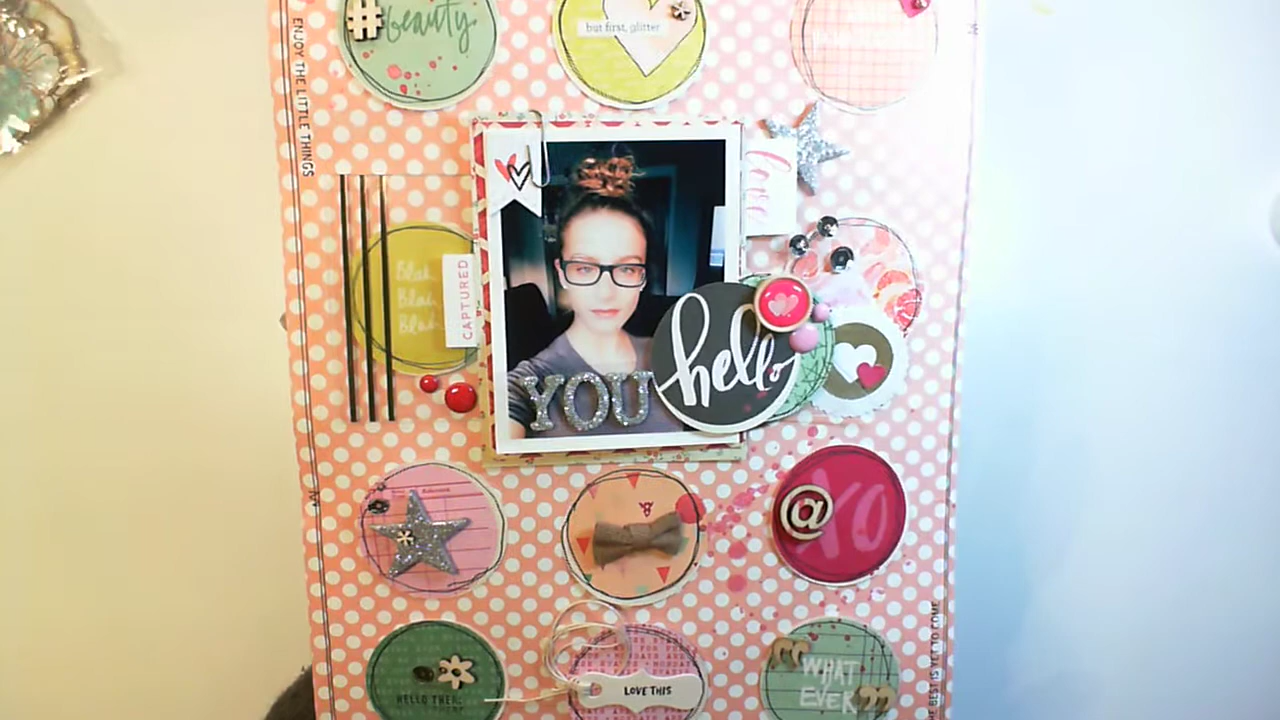 #beauty
but first, glitter
ENJOY THE LITTLE THINGS
love
Blah
Blah
Blah
CAPTURED
YOU
hello
@
XO
HELLO THERE
LOVE THIS
"WHAT
EVER"
THE BEST IS YET TO COME